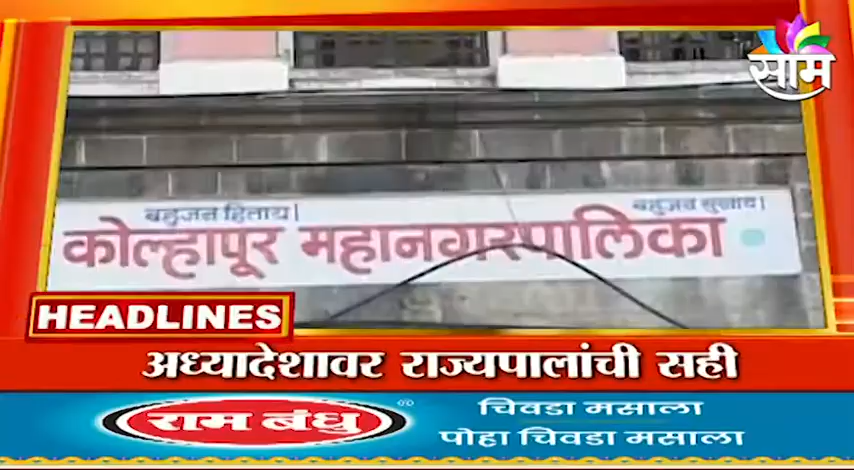 साम
बहुजन हिताय। बहुजन सुखाय।
कोल्हापूर महानगरपालिका
HEADLINES
अध्यादेशावर राज्यपालांची सही
राम बंधु®
चिवडा मसाला
पोहा चिवडा मसाला